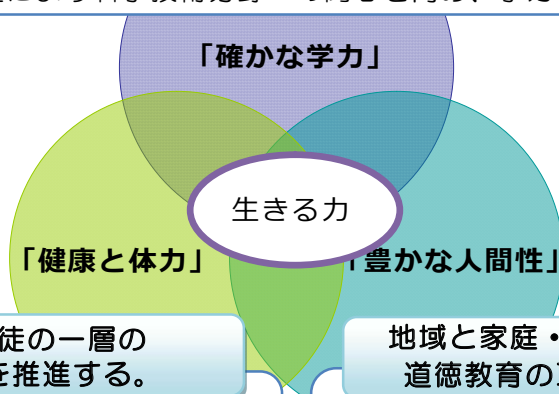 「確かな学力」
生きる力
「健康と体力」
「豊かな人間性」
徒の一層の
を推進する。
地域と家庭・
道徳教育の